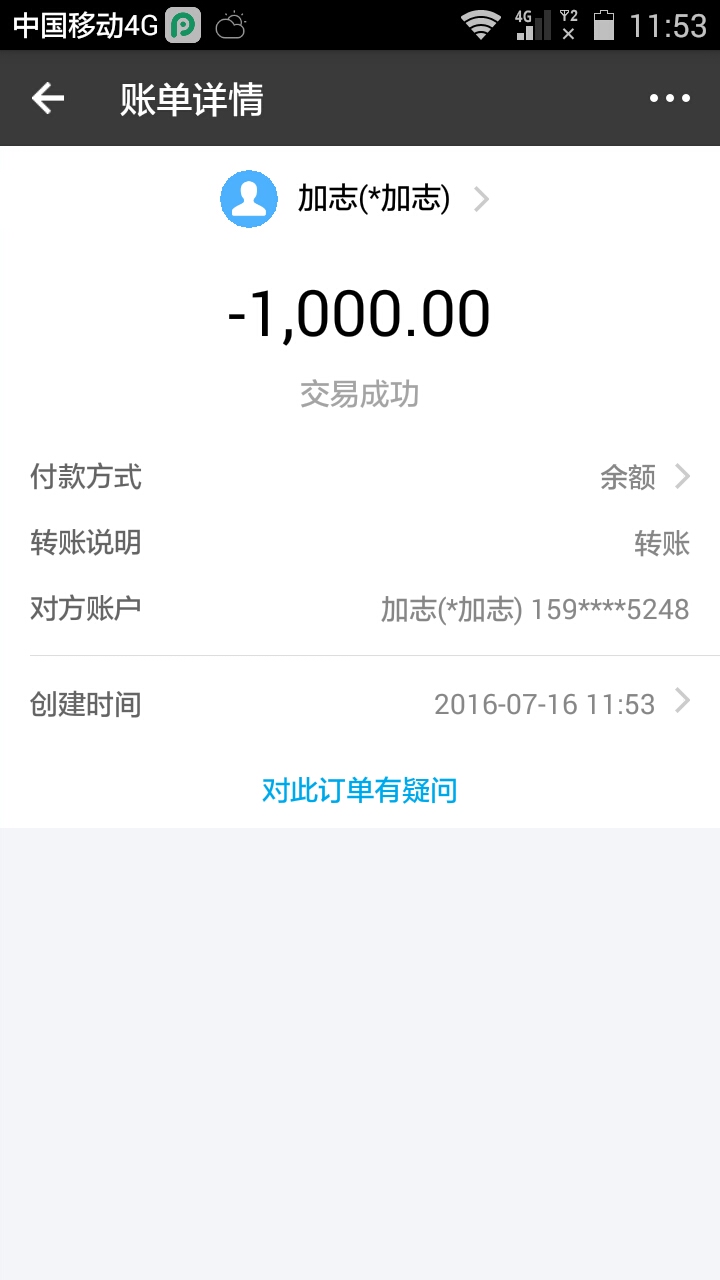 中国移动4G 4G 2 11:53
账单详情
加志(*加志)
-1,000.00
交易成功
付款方式 余额
转账说明 转账
对方账户 加志(*加志) 159****5248
创建时间 2016-07-16 11:53
对此订单有疑问